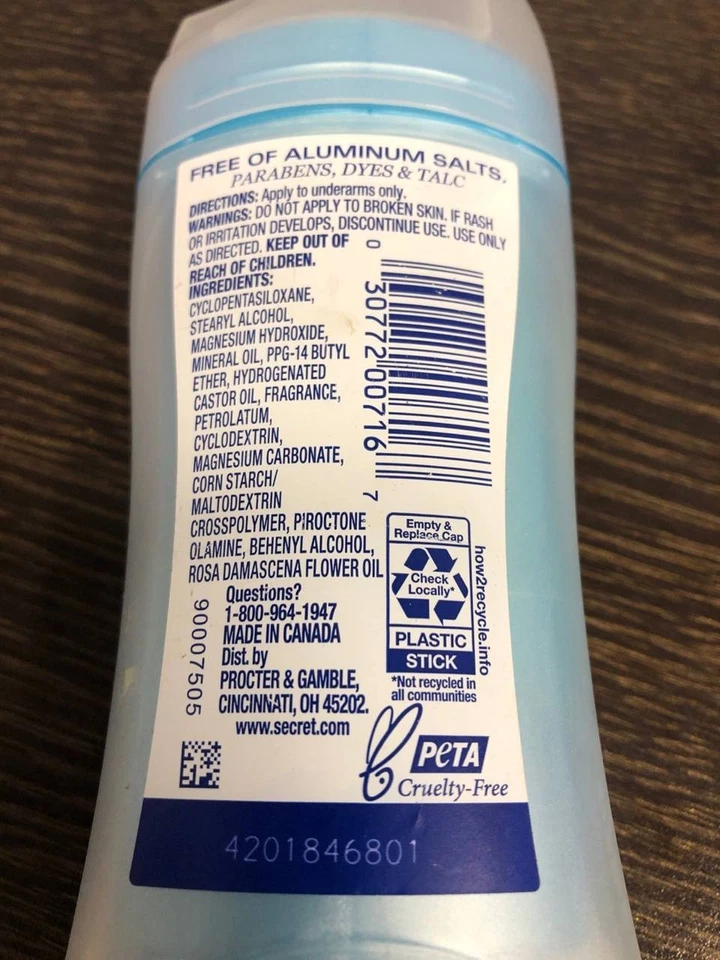 FREE OF ALUMINUM SALTS,
PARABENS, DYES & TALC
DIRECTIONS: Apply to underarms only.
WARNINGS: DO NOT APPLY TO BROKEN SKIN. IF RASH
OR IRRITATION DEVELOPS, DISCONTINUE USE. USE ONLY
AS DIRECTED. KEEP OUT OF
REACH OF CHILDREN.
INGREDIENTS:
CYCLOPENTASILOXANE,
STEARYL ALCOHOL,
MAGNESIUM HYDROXIDE,
MINERAL OIL, PPG-14 BUTYL
ETHER, HYDROGENATED
CASTOR OIL, FRAGRANCE,
PETROLATUM,
CYCLODEXTRIN,
MAGNESIUM CARBONATE,
CORN STARCH/
MALTODEXTRIN
CROSSPOLYMER, PIROCTONE
OLAMINE, BEHENYL ALCOHOL,
ROSA DAMASCENA FLOWER OIL
0 30772 00716 7
Questions?
1-800-964-1947
MADE IN CANADA
Dist. by
PROCTER & GAMBLE,
CINCINNATI, OH 45202.
www.secret.com
90007505
Empty &
Replace Cap
Check
Locally*
PLASTIC
STICK
how2recycle.info
*Not recycled in
all communities
PETA
Cruelty-Free
4201846801